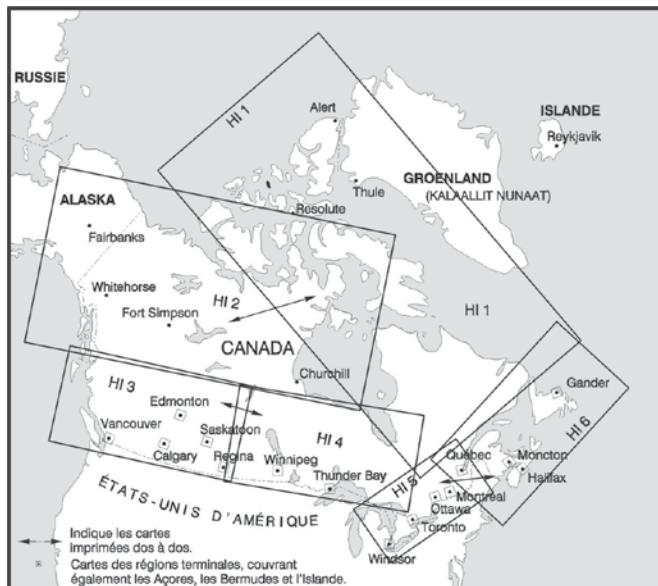 RUSSIE
ALASKA
Fairbanks
Whitehorse
Fort Simpson
HI 1
Alert
Thule
Resolute
GROENLAND
(KALAALLIT NUNAAT)
ISLANDE
Reykjavik
HI 2
CANADA
Churchill
HI 1
HI 3
Edmonton
Vancouver
Saskatoon
Calgary
Regina
HI 4
Winnipeg
Thunder Bay
HI 5
Québec
Montréal
Ottawa
Toronto
Windsor
Gander
HI 6
Moncton
Halifax
ÉTATS-UNIS D'AMÉRIQUE
Indique les cartes
Imprimées dos à dos.
Cartes des régions terminales, couvrant
également les Açores, les Bermudes et l'Islande.